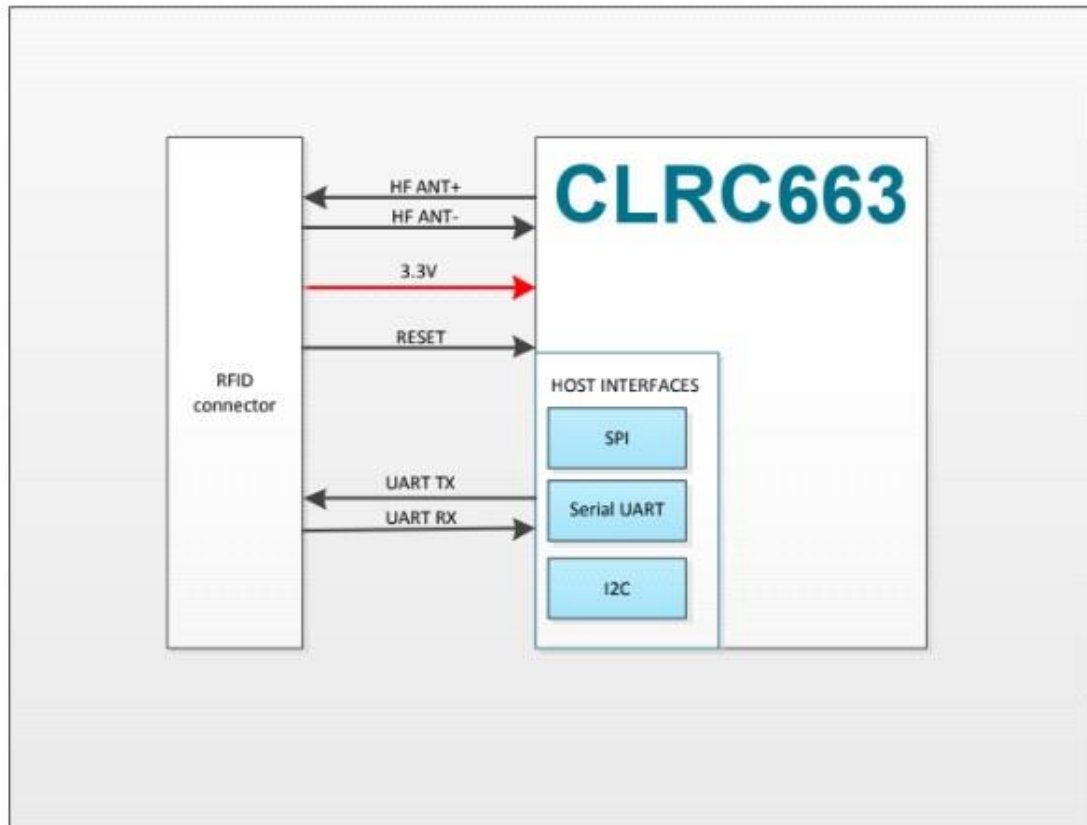 CLRC663
HF ANT+
HF ANT-
3.3V
RESET
RFID
connector
HOST INTERFACES
SPI
UART TX
Serial UART
UART RX
I2C